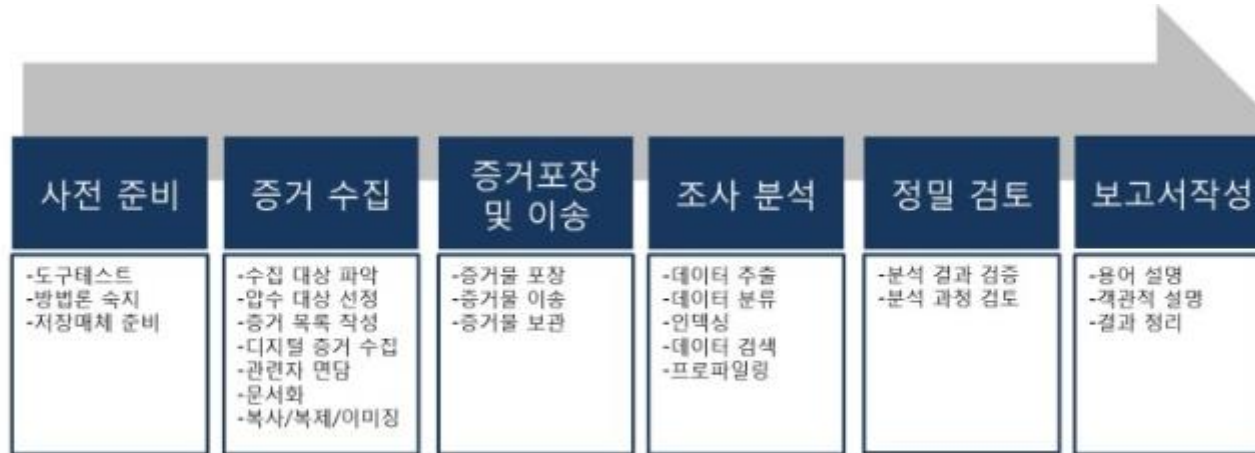 사전 준비
-도구테스트
-방법론 숙지
-저장매체 준비
증거 수집
-수집 대상 파악
-압수 대상 선정
-증거 목록 작성
-디지털 증거 수집
-관련자 면담
-문서화
-복사/복제/이미징
증거포장
및 이송
-증거물 포장
-증거물 이송
-증거물 보관
조사 분석
-데이터 추출
-데이터 분류
-인덱싱
-데이터 검색
-프로파일링
정밀 검토
-분석 결과 검증
-분석 과정 검토
보고서작성
-용어 설명
-객관적 설명
-결과 정리